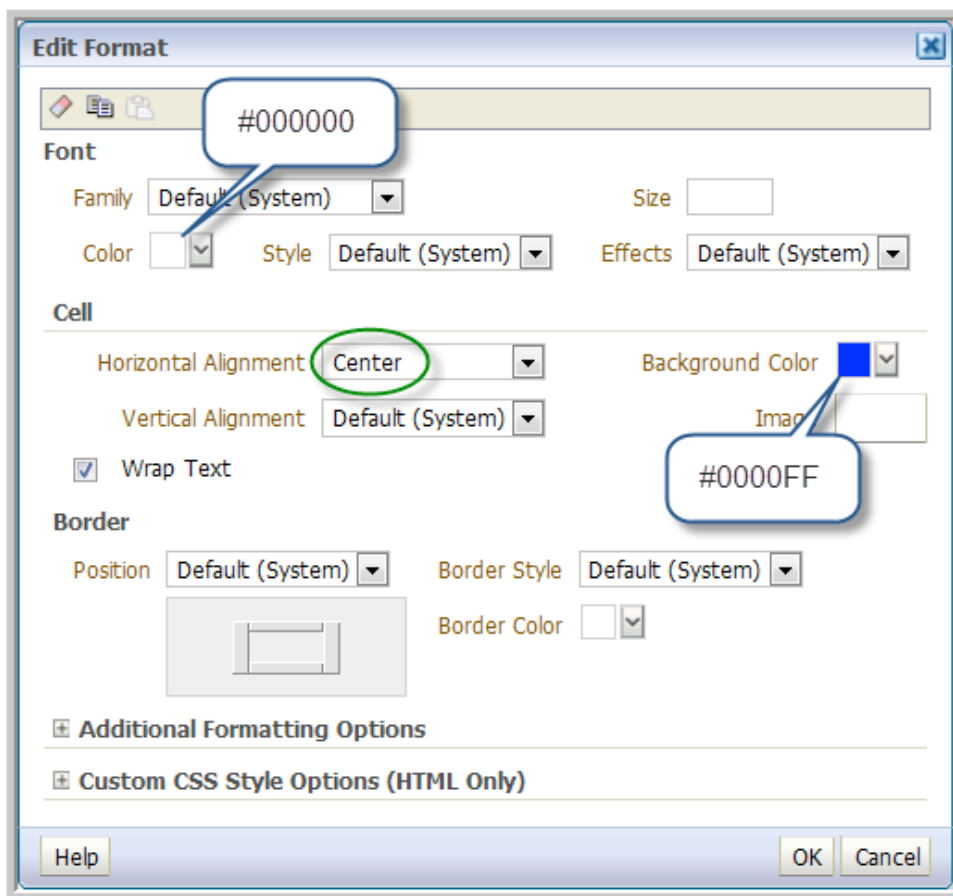 Edit Format
#000000
Font
Family Default (System) Size
Color Style Default (System) Effects Default (System)
Cell
Horizontal Alignment Center Background Color
Vertical Alignment Default (System) Imag
Wrap Text
#0000FF
Border
Position Default (System) Border Style Default (System)
Border Color
Additional Formatting Options
Custom CSS Style Options (HTML Only)
Help OK Cancel